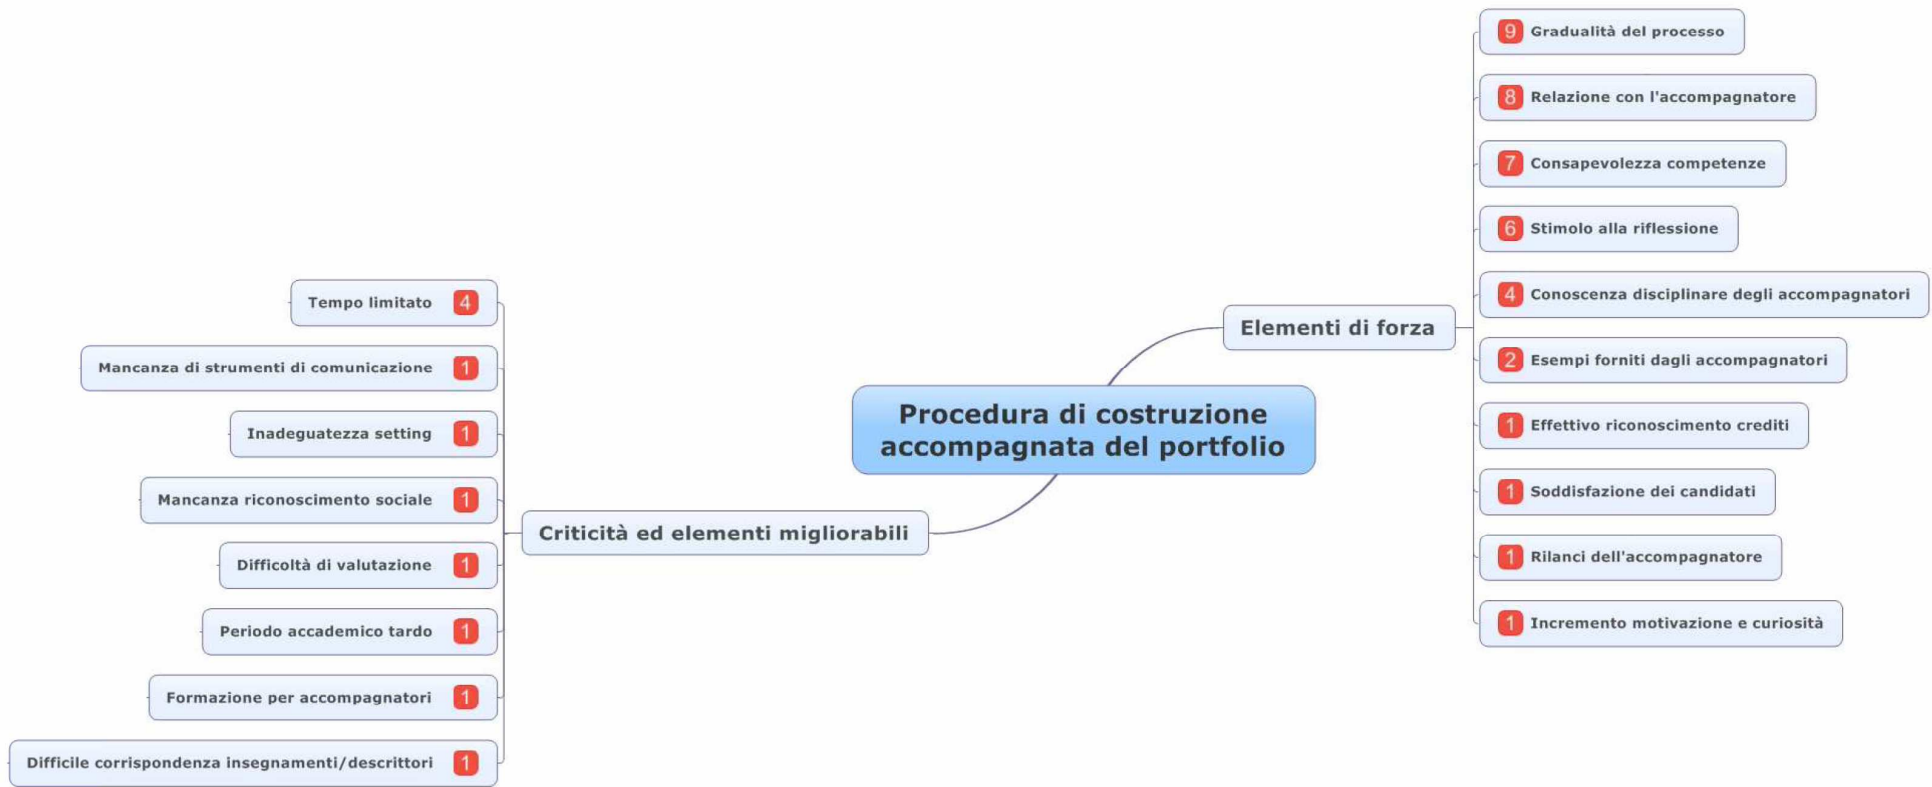 Procedura di costruzione
accompagnata del portfolio
Elementi di forza
9 Gradualità del processo
8 Relazione con l'accompagnatore
7 Consapevolezza competenze
6 Stimolo alla riflessione
4 Conoscenza disciplinare degli accompagnatori
2 Esempi forniti dagli accompagnatori
1 Effettivo riconoscimento crediti
1 Soddisfazione dei candidati
1 Rilanci dell'accompagnatore
1 Incremento motivazione e curiosità
Criticità ed elementi migliorabili
Tempo limitato 4
Mancanza di strumenti di comunicazione 1
Inadeguatezza setting 1
Mancanza riconoscimento sociale 1
Difficoltà di valutazione 1
Periodo accademico tardo 1
Formazione per accompagnatori 1
Difficile corrispondenza insegnamenti/descrittori 1